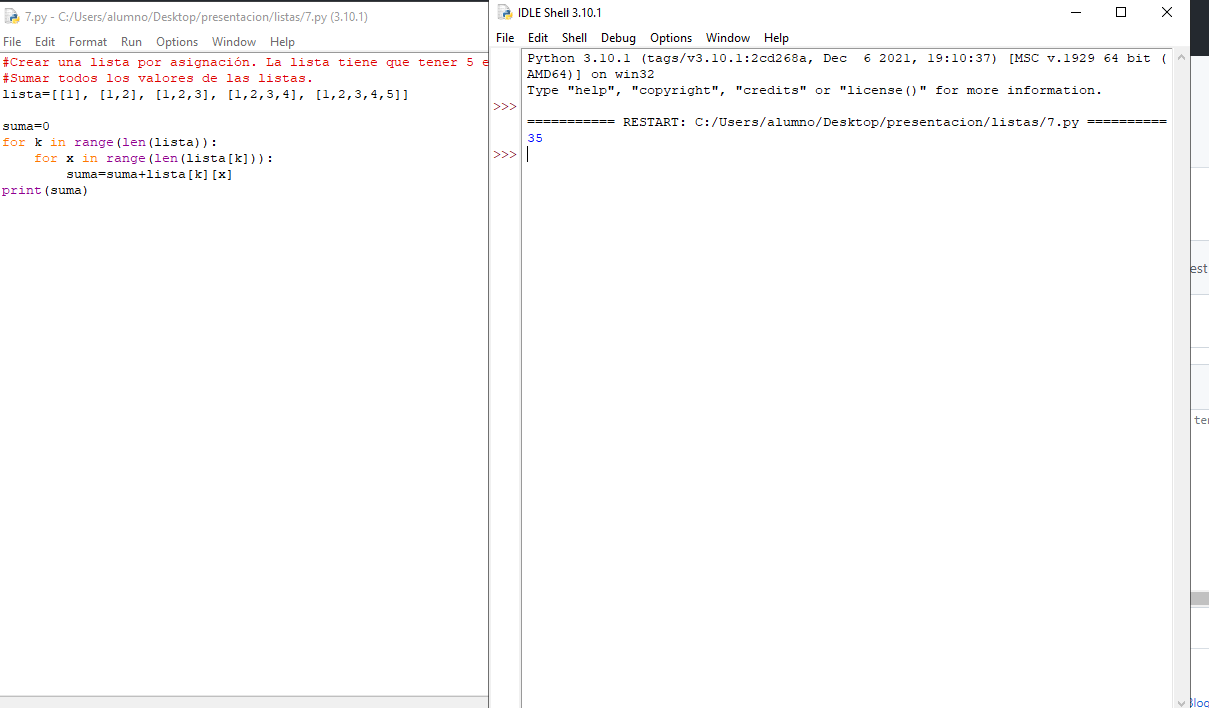 7.py - C:/Users/alumno/Desktop/presentacion/listas/7.py (3.10.1)
File Edit Format Run Options Window Help
#Crear una lista por asignación. La lista tiene que tener 5 e
#Sumar todos los valores de las listas.
lista=[[1], [1,2], [1,2,3], [1,2,3,4], [1,2,3,4,5]]
suma=0
for k in range(len(lista)):
    for x in range(len(lista[k])):
        suma=suma+lista[k][x]
print(suma)
IDLE Shell 3.10.1
File Edit Shell Debug Options Window Help
Python 3.10.1 (tags/v3.10.1:2cd268a, Dec  6 2021, 19:10:37) [MSC v.1929 64 bit (
AMD64)] on win32
Type "help", "copyright", "credits" or "license()" for more information.
>>>
=========== RESTART: C:/Users/alumno/Desktop/presentacion/listas/7.py ==========
35
>>>
est